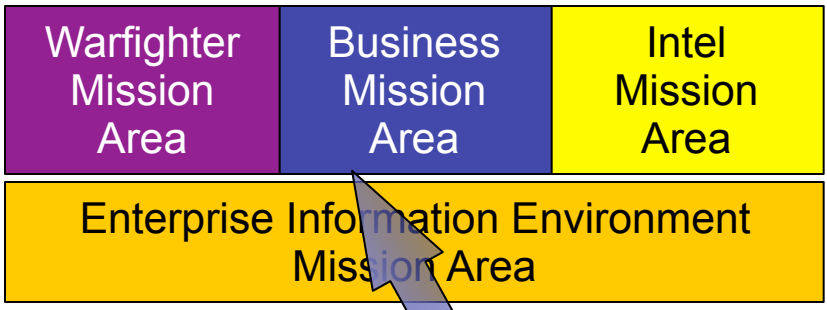 Warfighter
Mission
Area
Business
Mission
Area
Intel
Mission
Area
Enterprise Information Environment
Mission Area